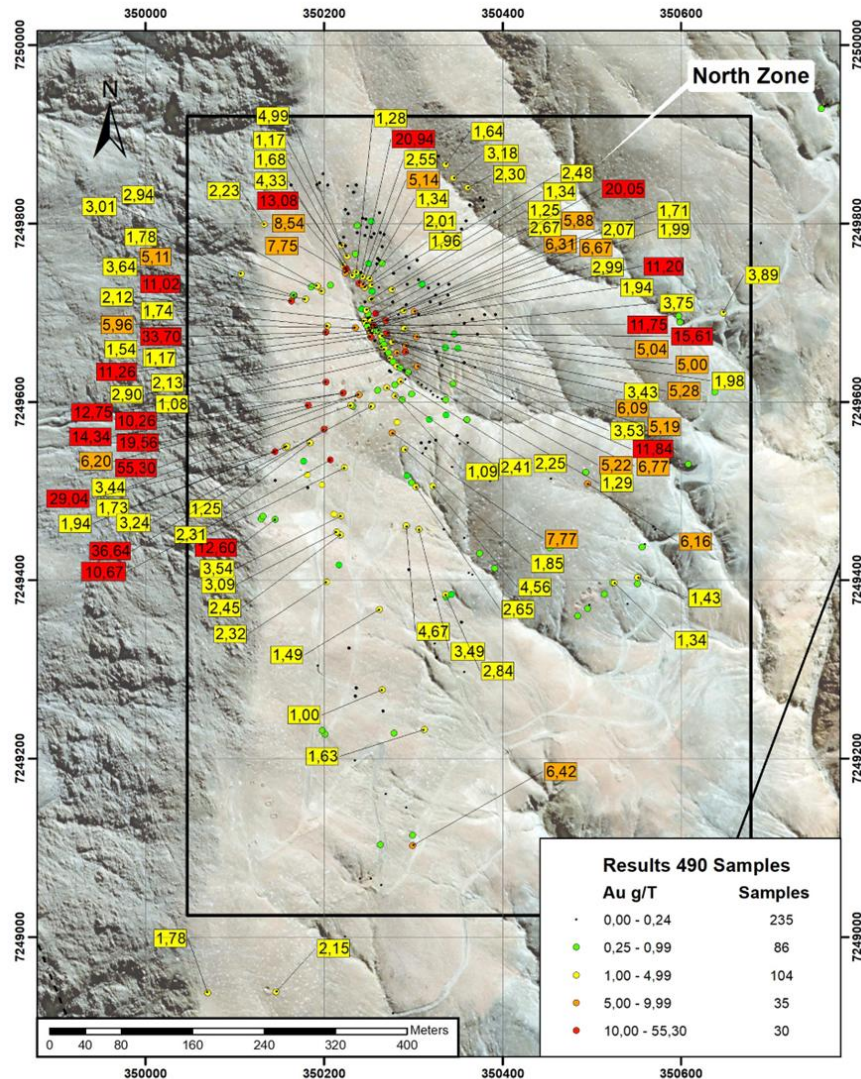 350000 350200 350400 350600
7250000 7250000
North Zone
N
4,99 1,28
1,17 20,94 1,64
1,68 2,55 3,18
4,33 5,14 2,30 2,48
2,23 13,08 1,34 1,34 20,05
2,94
3,01
8,54 2,01 1,25 5,88 1,71
7249800 7249800
7,75 1,96 2,67 2,07 1,99
1,78 6,31 6,67
5,11
3,64 2,99 11,20 3,89
11,02 1,94
2,12 1,74 3,75
5,96 33,70 11,75 15,61
1,54 1,17 5,04
11,26 5,00
2,13 1,98
2,90 1,08 3,43 5,28
7249600 7249600
12,75 10,26 6,09
14,34 19,56 3,53 5,19
11,84
6,20 55,30 1,09 2,41 2,25 5,22 6,77
3,44 1,29
29,04
1,73 1,25
1,94 3,24
2,31
36,64 12,60 7,77 6,16
10,67 3,54 1,85
7249400 7249400
3,09 4,56
2,45 2,65 1,43
2,32 4,67 1,34
1,49 3,49
2,84
1,00
1,63
7249200 7249200
6,42
Results 490 Samples
Au g/T Samples
0,00 - 0,24 235
0,25 - 0,99 86
1,00 - 4,99 104
5,00 - 9,99 35
10,00 - 55,30 30
7249000 7249000
1,78 2,15
Meters
0 40 80 160 240 320 400
350000 350200 350400 350600